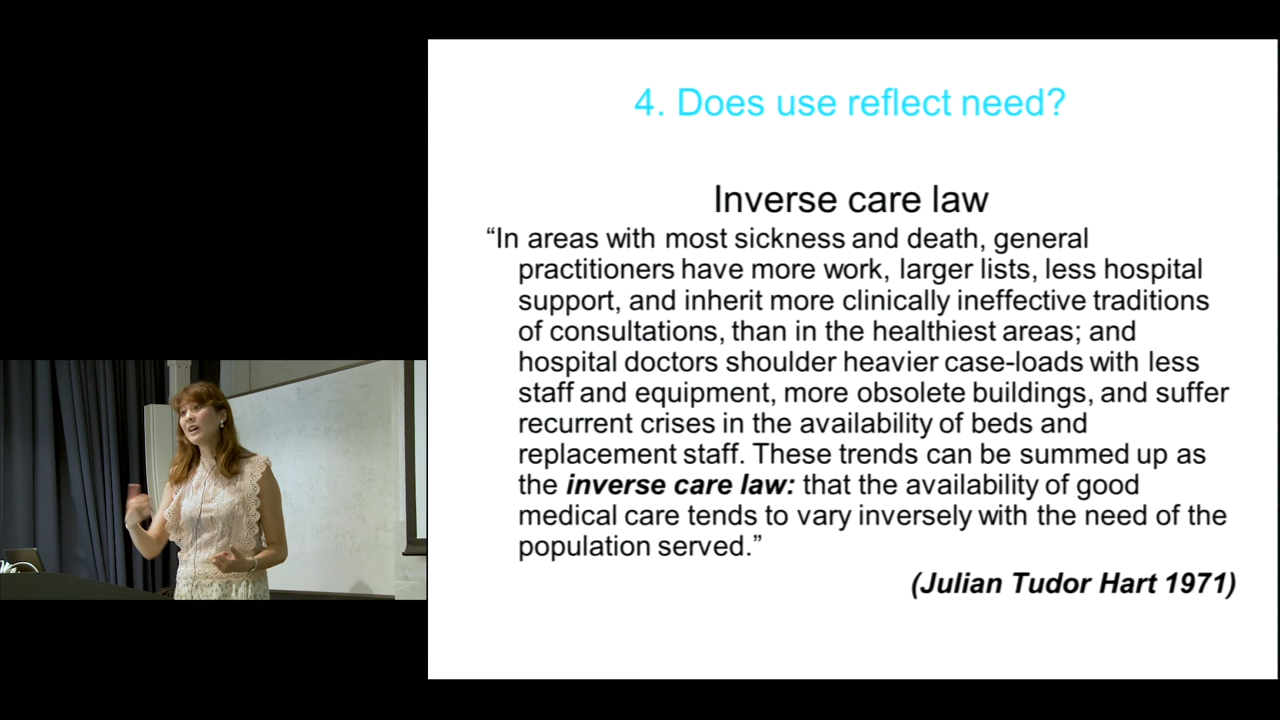 4. Does use reflect need?
Inverse care law
“In areas with most sickness and death, general
practitioners have more work, larger lists, less hospital
support, and inherit more clinically ineffective traditions
of consultations, than in the healthiest areas; and
hospital doctors shoulder heavier case-loads with less
staff and equipment, more obsolete buildings, and suffer
recurrent crises in the availability of beds and
replacement staff. These trends can be summed up as
the inverse care law: that the availability of good
medical care tends to vary inversely with the need of the
population served.”
(Julian Tudor Hart 1971)